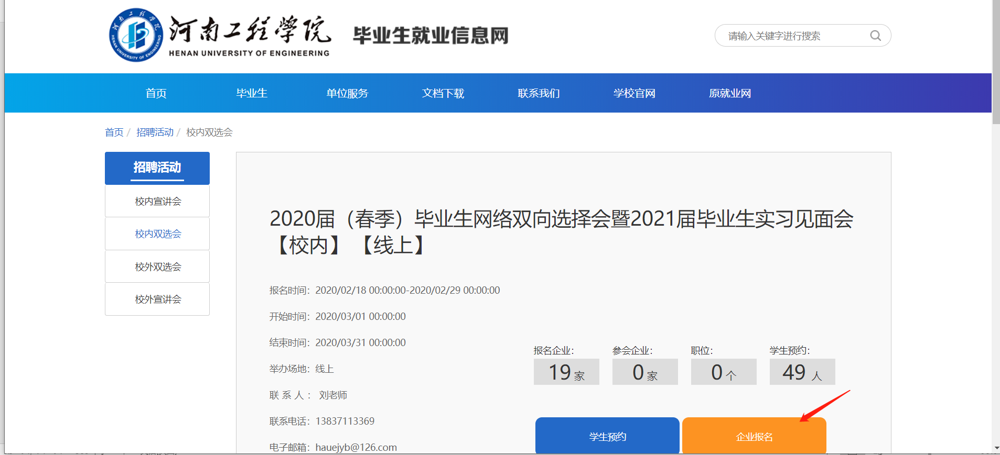 河南工程學院
HENAN UNIVERSITY OF ENGINEERING
毕业生就业信息网
请输入关键字进行搜索
首页 毕业生 单位服务 文档下载 联系我们 学校官网 原就业网
首页 / 招聘活动 / 校内双选会
招聘活动
校内宣讲会
校内双选会
校外双选会
校外宣讲会
2020届（春季）毕业生网络双向选择会暨2021届毕业生实习见面会
【校内】 【线上】
报名时间：2020/02/18 00:00:00-2020/02/29 00:00:00
开始时间：2020/03/01 00:00:00
结束时间：2020/03/31 00:00:00
举办场地：线上
联 系 人 ： 刘老师
联系电话：13837113369
电子邮箱：hauejyb@126.com
报名企业： 参会企业： 职位： 学生预约：
19 家 0 家 0 个 49 人
学生预约 企业报名